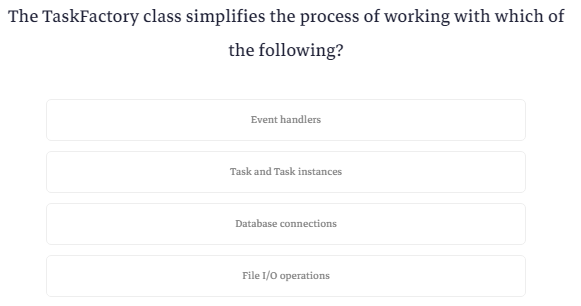 The TaskFactory class simplifies the process of working with which of
the following?
Event handlers
Task and Task instances
Database connections
File I/O operations